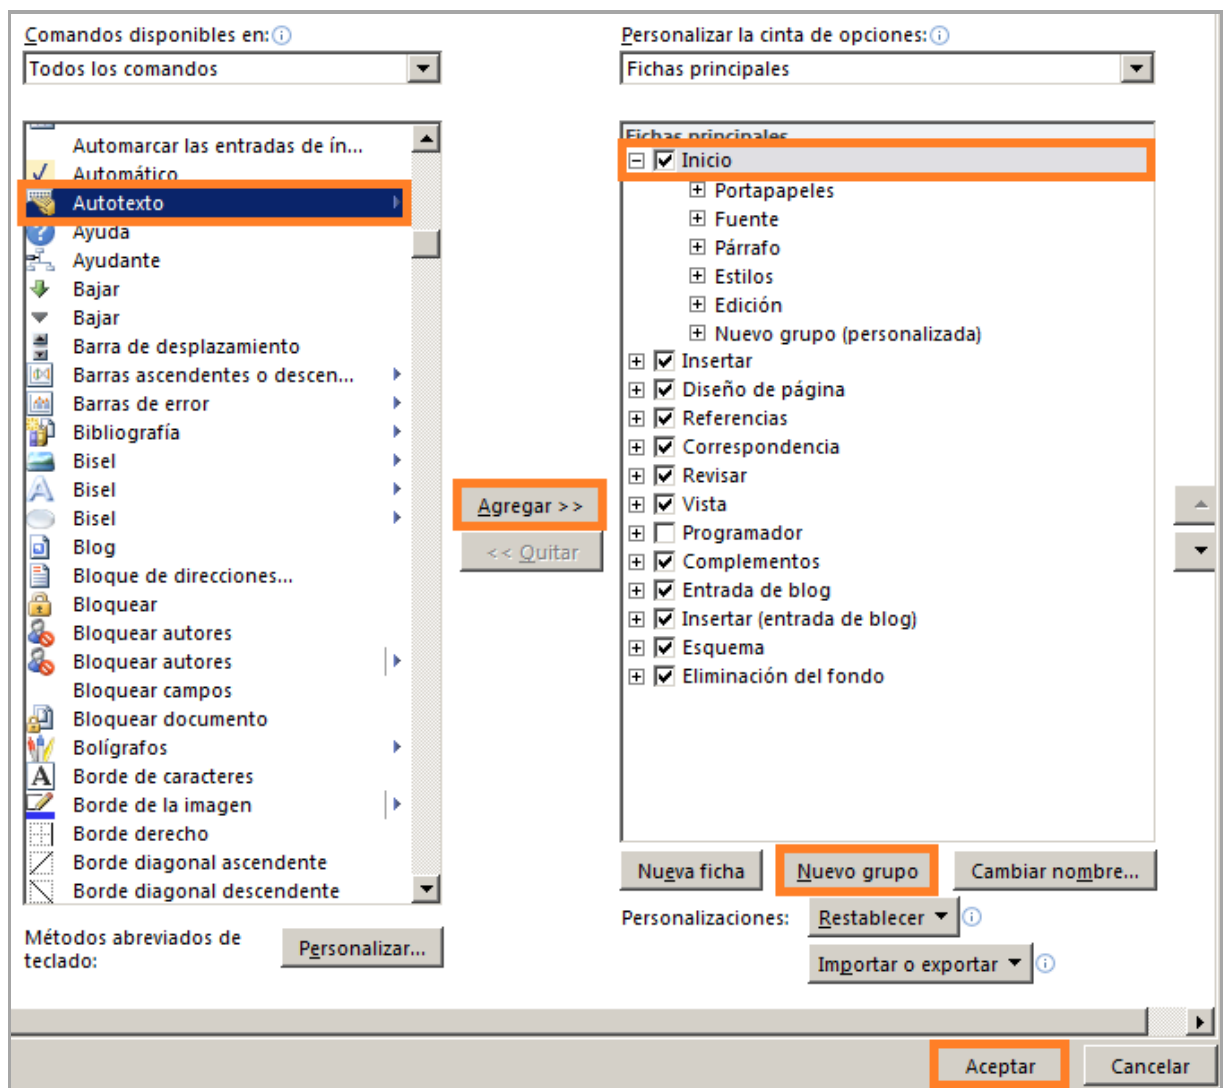 Comandos disponibles en:
Todos los comandos
Automarcar las entradas de ín...
Automático
Autotexto
Ayuda
Ayudante
Bajar
Bajar
Barra de desplazamiento
Barras ascendentes o descen...
Barras de error
Bibliografía
Bisel
Bisel
Bisel
Blog
Bloque de direcciones...
Bloquear
Bloquear autores
Bloquear autores
Bloquear campos
Bloquear documento
Bolígrafos
Borde de caracteres
Borde de la imagen
Borde derecho
Borde diagonal ascendente
Borde diagonal descendente
Métodos abreviados de
teclado:
Personalizar...
Agregar >>
<< Quitar
Personalizar la cinta de opciones:
Fichas principales
Fichas principales
Inicio
Portapapeles
Fuente
Párrafo
Estilos
Edición
Nuevo grupo (personalizada)
Insertar
Diseño de página
Referencias
Correspondencia
Revisar
Vista
Programador
Complementos
Entrada de blog
Insertar (entrada de blog)
Esquema
Eliminación del fondo
Nueva ficha
Nuevo grupo
Cambiar nombre...
Personalizaciones:
Restablecer
Importar o exportar
Aceptar
Cancelar